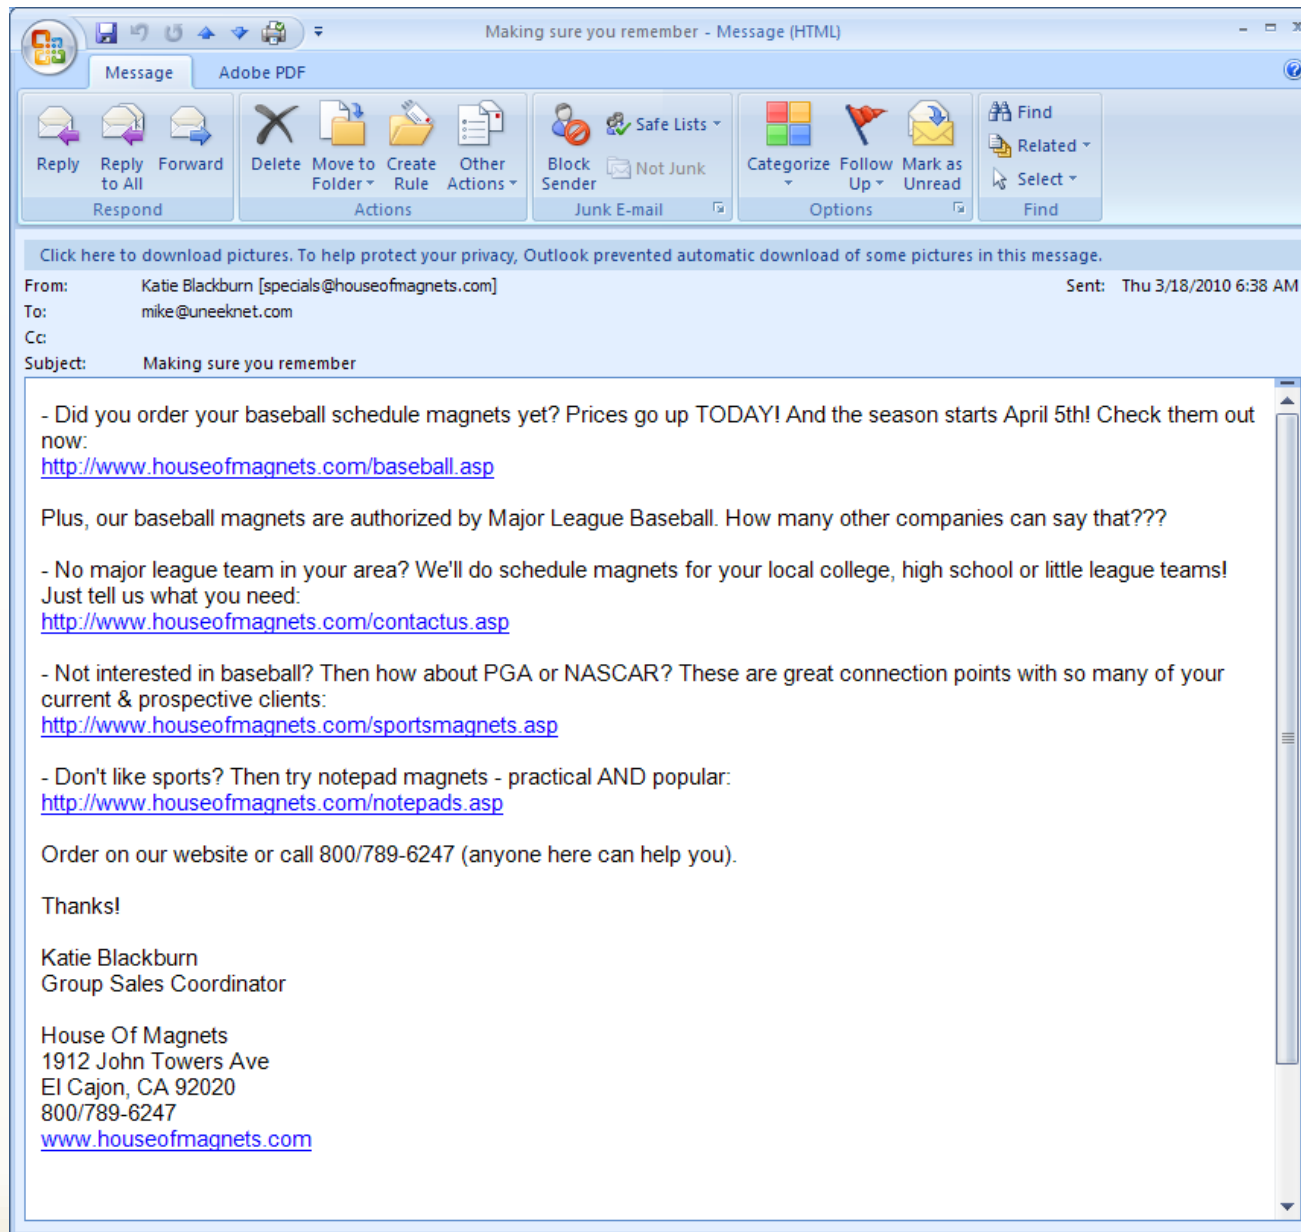 Making sure you remember - Message (HTML)
Message Adobe PDF
Reply Reply to All Forward Delete Move to Folder Create Rule Other Actions Block Sender Safe Lists Not Junk Categorize Follow Up Mark as Unread Find Related Select
Respond Actions Junk E-mail Options Find
Click here to download pictures. To help protect your privacy, Outlook prevented automatic download of some pictures in this message.
From: Katie Blackburn [specials@houseofmagnets.com] Sent: Thu 3/18/2010 6:38 AM
To: mike@uneeknet.com
Cc:
Subject: Making sure you remember
- Did you order your baseball schedule magnets yet? Prices go up TODAY! And the season starts April 5th! Check them out
now:
http://www.houseofmagnets.com/baseball.asp
Plus, our baseball magnets are authorized by Major League Baseball. How many other companies can say that???
- No major league team in your area? We'll do schedule magnets for your local college, high school or little league teams!
Just tell us what you need:
http://www.houseofmagnets.com/contactus.asp
- Not interested in baseball? Then how about PGA or NASCAR? These are great connection points with so many of your
current & prospective clients:
http://www.houseofmagnets.com/sportsmagnets.asp
- Don't like sports? Then try notepad magnets - practical AND popular:
http://www.houseofmagnets.com/notepads.asp
Order on our website or call 800/789-6247 (anyone here can help you).
Thanks!
Katie Blackburn
Group Sales Coordinator
House Of Magnets
1912 John Towers Ave
El Cajon, CA 92020
800/789-6247
www.houseofmagnets.com